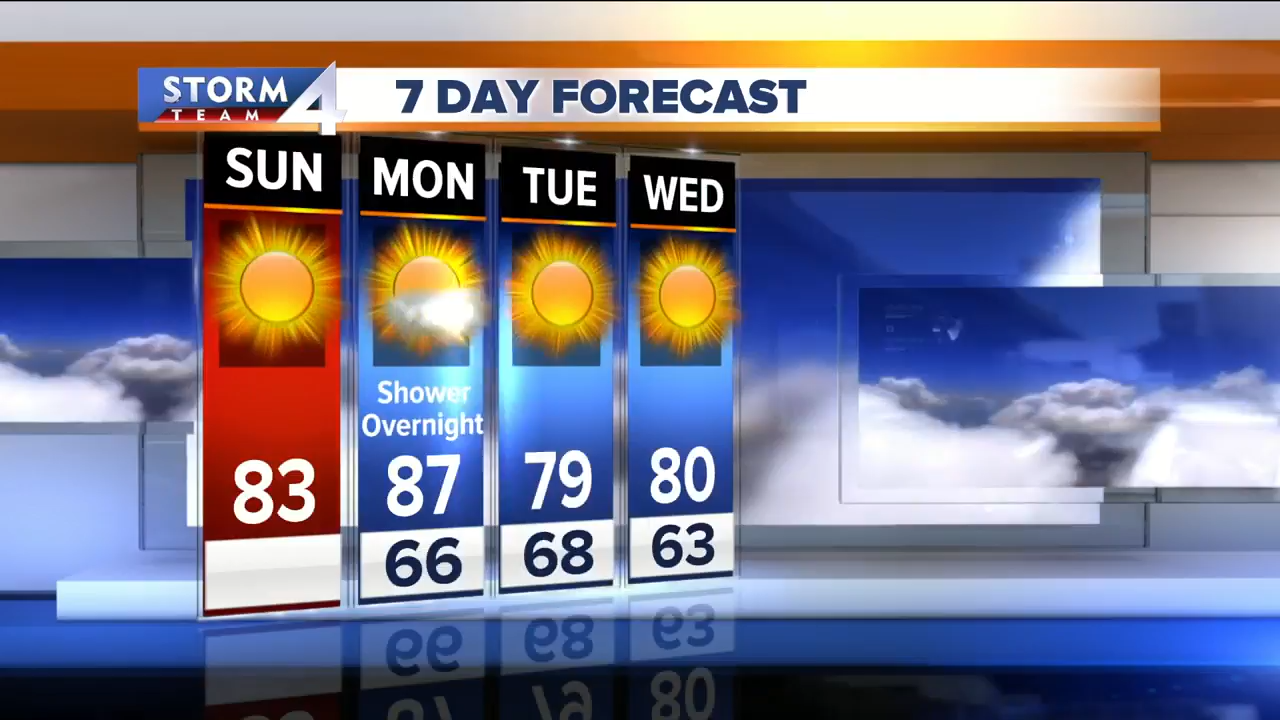 STORM
TEAM 4
7 DAY FORECAST
SUN
MON
TUE
WED
Shower
Overnight
83
87
79
80
66
68
63